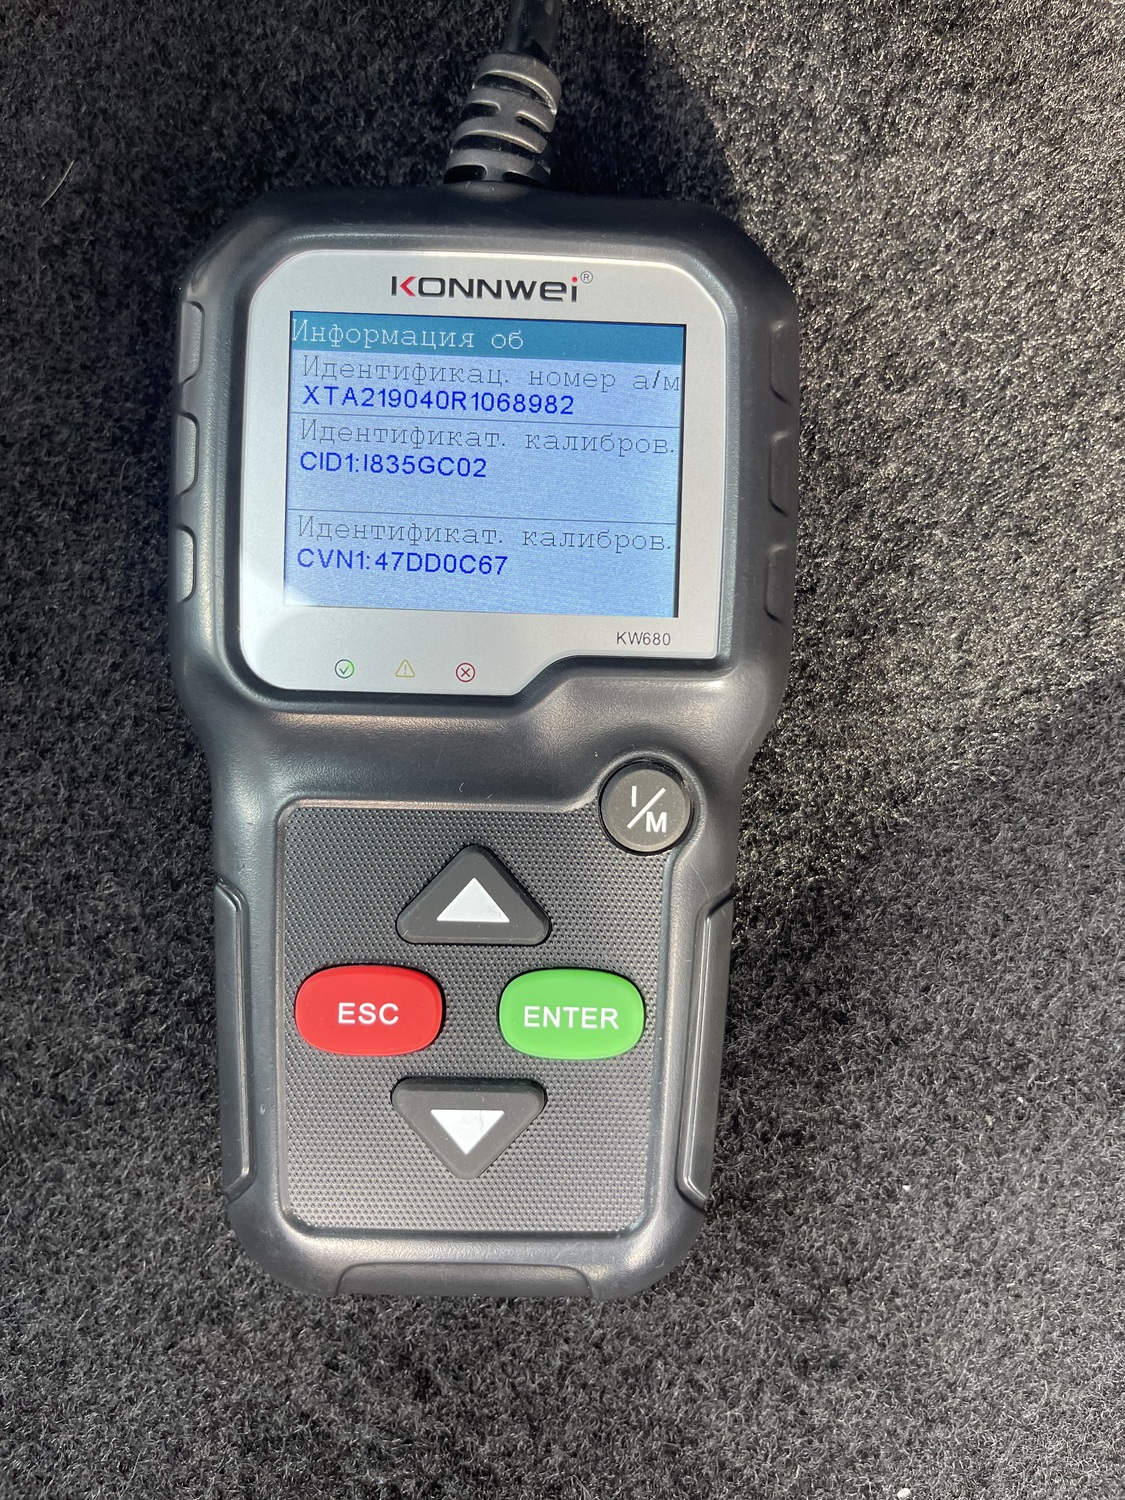 KONNWEI®
Информация об
Идентификац. номер а/м
XTA219040R1068982
Идентификат. калибров.
CID1:I835GC02
Идентификат. калибров.
CVN1:47DD0C67
KW680
I/M
ESC
ENTER